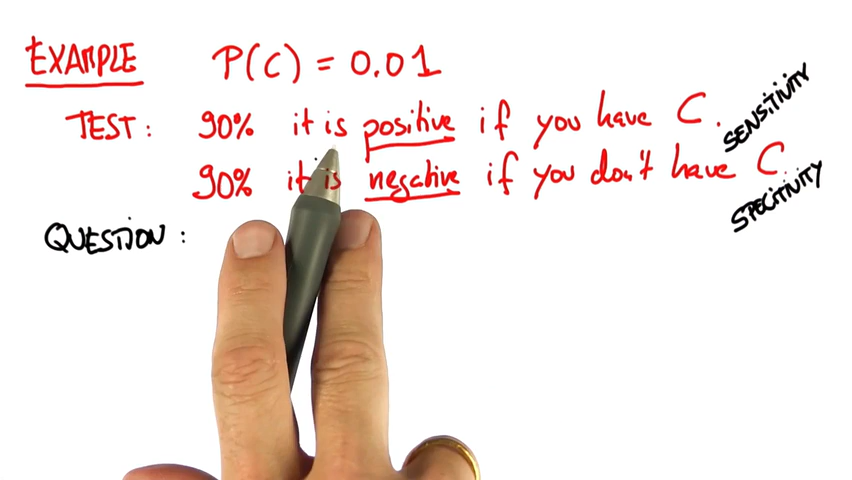 EXAMPLE P(C) = 0.01
TEST: 90% it is positive if you have C. SENSITIVITY
90% it is negative if you don't have C. SPECITIVITY
QUESTION: